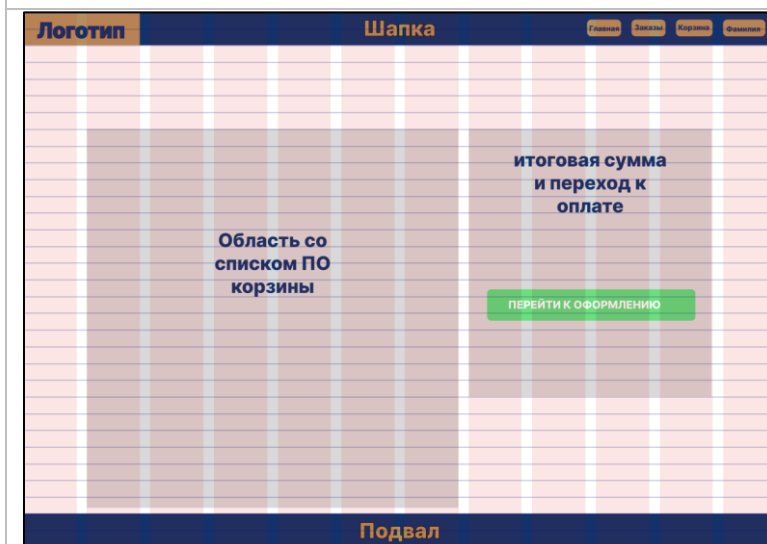 Логотип
Шапка
Главная
Заказы
Корзина
Фамилия
итоговая сумма
и переход к
оплате
Область со
списком ПО
корзины
ПЕРЕЙТИ К ОФОРМЛЕНИЮ
Подвал